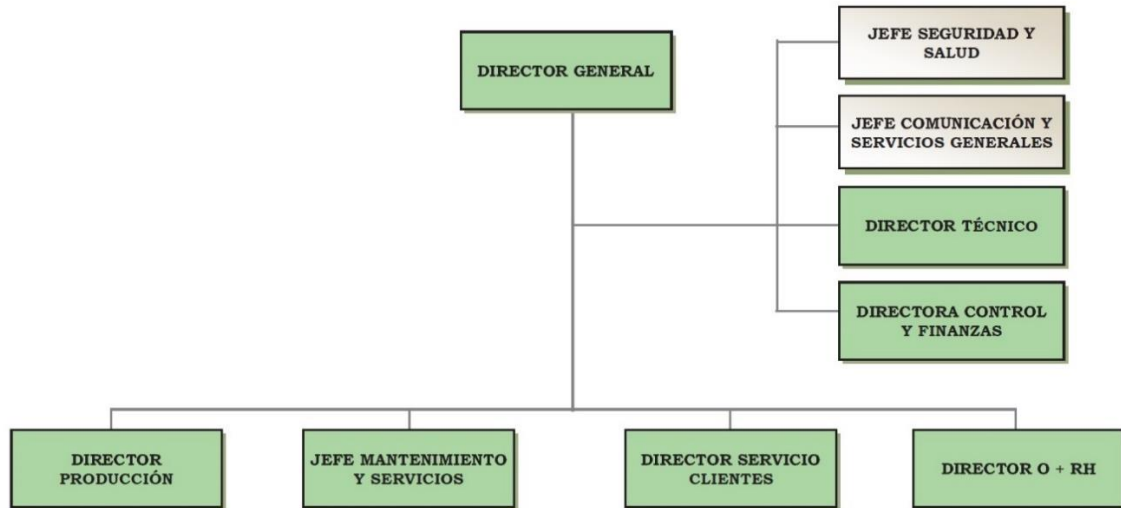 DIRECTOR GENERAL
JEFE SEGURIDAD Y
SALUD
JEFE COMUNICACIÓN Y
SERVICIOS GENERALES
DIRECTOR TÉCNICO
DIRECTORA CONTROL
Y FINANZAS
DIRECTOR
PRODUCCIÓN
JEFE MANTENIMIENTO
Y SERVICIOS
DIRECTOR SERVICIO
CLIENTES
DIRECTOR O + RH